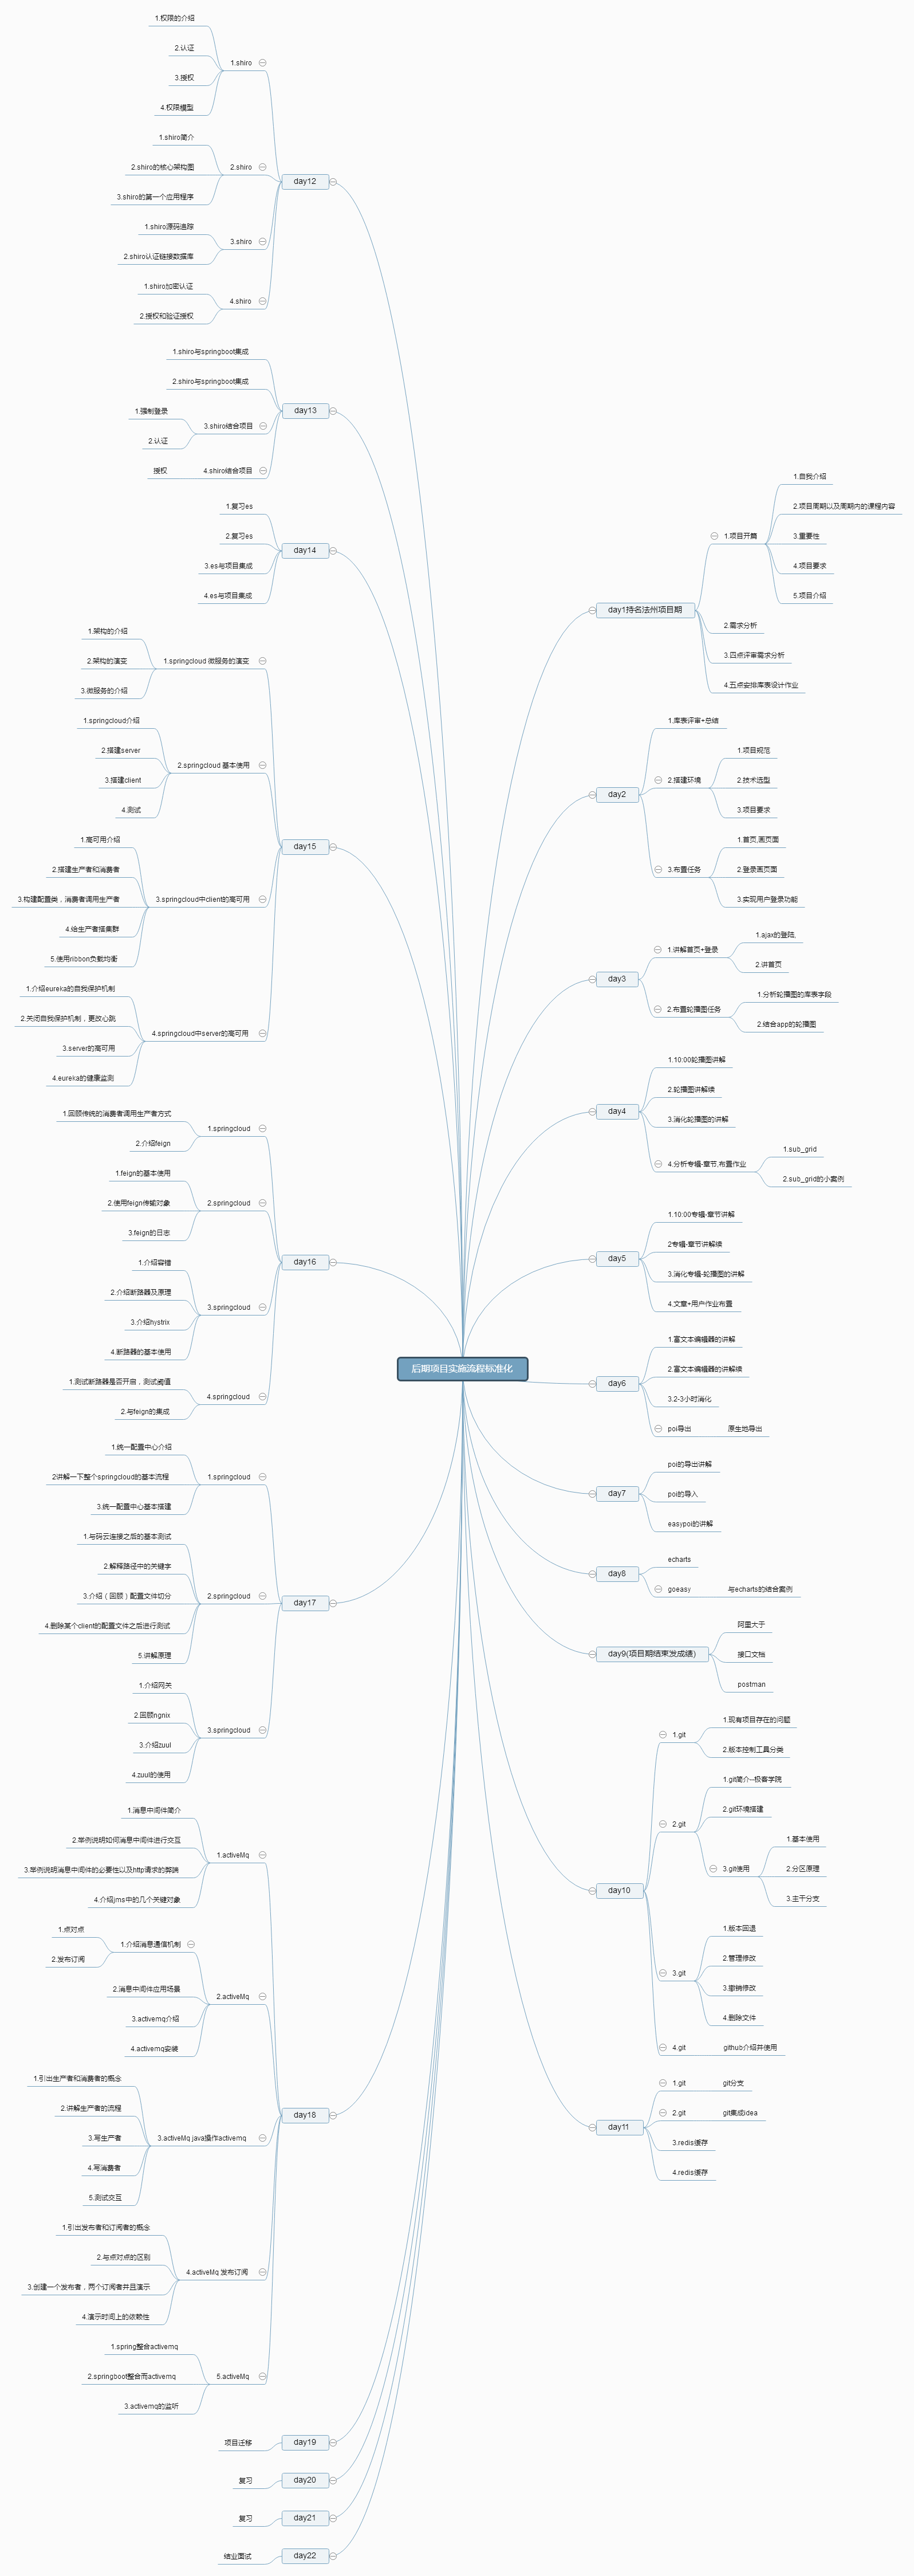 后期项目实施流程标准化
day1持名法州项目期
1.项目开篇
1.自我介绍
2.项目周期以及周期内的课程内容
3.重要性
4.项目要求
5.项目介绍
2.需求分析
3.四点评审需求分析
4.五点安排库表设计作业
day2
1.库表评审+总结
2.搭建环境
1.项目规范
2.技术选型
3.项目要求
3.布置任务
1.首页,画页面
2.登录画页面
3.实现用户登录功能
day3
1.讲解首页+登录
1.ajax的登陆,
2.讲首页
2.布置轮播图任务
1.分析轮播图的库表字段
2.结合app的轮播图
day4
1.10:00轮播图讲解
2.轮播图讲解续
3.消化轮播图的讲解
4.分析专辑-章节,布置作业
1.sub_grid
2.sub_grid的小案例
day5
1.10:00专辑-章节讲解
2专辑-章节讲解续
3.消化专辑-轮播图的讲解
4.文章+用户作业布置
day6
1.富文本编辑器的讲解
2.富文本编辑器的讲解续
3.2-3小时消化
poi导出
原生地导出
day7
poi的导出讲解
poi的导入
easypoi的讲解
day8
echarts
goeasy
与echarts的结合案例
day9(项目期结束发成绩)
阿里大于
接口文档
postman
day10
1.git
1.现有项目存在的问题
2.版本控制工具分类
2.git
1.git简介--极客学院
2.git环境搭建
3.git使用
1.基本使用
2.分区原理
3.主干分支
3.git
1.版本回退
2.管理修改
3.撤销修改
4.删除文件
4.git
github介绍并使用
day11
1.git
git分支
2.git
git集成idea
3.redis缓存
4.redis缓存
day12
1.shiro
1.权限的介绍
2.认证
3.授权
4.权限模型
2.shiro
1.shiro简介
2.shiro的核心架构图
3.shiro的第一个应用程序
3.shiro
1.shiro源码追踪
2.shiro认证链接数据库
4.shiro
1.shiro加密认证
2.授权和验证授权
day13
1.shiro与springboot集成
2.shiro与springboot集成
3.shiro结合项目
1.强制登录
2.认证
4.shiro结合项目
授权
day14
1.复习es
2.复习es
3.es与项目集成
4.es与项目集成
day15
1.springcloud 微服务的演变
1.架构的介绍
2.架构的演变
3.微服务的介绍
2.springcloud 基本使用
1.springcloud介绍
2.搭建server
3.搭建client
4.测试
3.springcloud中client的高可用
1.高可用介绍
2.搭建生产者和消费者
3.构建配置类，消费者调用生产者
4.给生产者搭集群
5.使用ribbon负载均衡
4.springcloud中server的高可用
1.介绍eureka的自我保护机制
2.关闭自我保护机制，更改心跳
3.server的高可用
4.eureka的健康监测
day16
1.springcloud
1.回顾传统的消费者调用生产者方式
2.介绍feign
2.springcloud
1.feign的基本使用
2.使用feign传输对象
3.feign的日志
3.springcloud
1.介绍容错
2.介绍断路器及原理
3.介绍hystrix
4.断路器的基本使用
4.springcloud
1.测试断路器是否开启，测试阈值
2.与feign的集成
day17
1.springcloud
1.统一配置中心介绍
2讲解一下整个springcloud的基本流程
3.统一配置中心基本搭建
2.springcloud
1.与码云连接之后的基本测试
2.解释路径中的关键字
3.介绍（回顾）配置文件切分
4.删除某个client的配置文件之后进行测试
5.讲解原理
3.springcloud
1.介绍网关
2.回顾ngnix
3.介绍zuul
4.zuul的使用
day18
1.activeMq
1.消息中间件简介
2.举例说明如何消息中间件进行交互
3.举例说明消息中间件的必要性以及http请求的弊端
4.介绍jms中的几个关键对象
2.activeMq
1.介绍消息通信机制
1.点对点
2.发布订阅
2.消息中间件应用场景
3.activemq介绍
4.activemq安装
3.activeMq java操作activemq
1.引出生产者和消费者的概念
2.讲解生产者的流程
3.写生产者
4.写消费者
5.测试交互
4.activeMq 发布订阅
1.引出发布者和订阅者的概念
2.与点对点的区别
3.创建一个发布者，两个订阅者并且演示
4.演示时间上的依赖性
5.activeMq
1.spring整合activemq
2.springboot整合而activemq
3.activemq的监听
day19
项目迁移
day20
复习
day21
复习
day22
结业面试